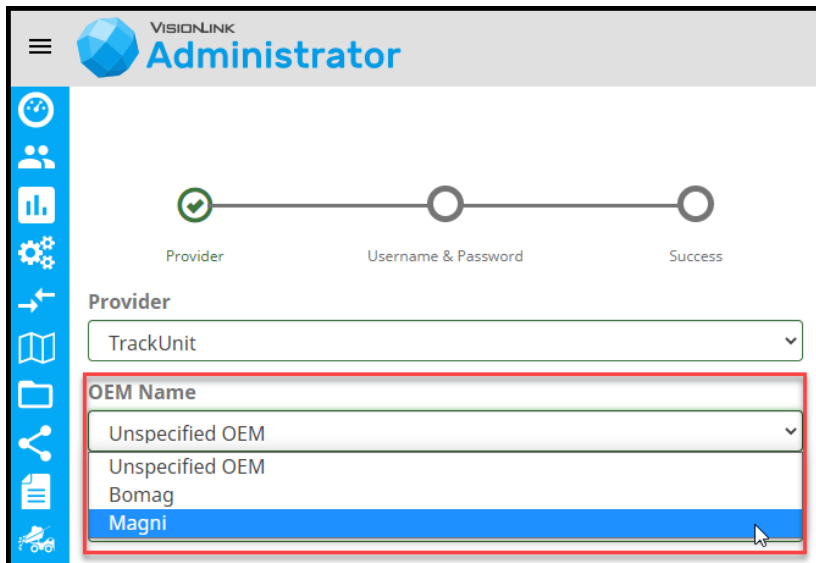 VISIONLINK
Administrator
Provider
Username & Password
Success
Provider
TrackUnit
OEM Name
Unspecified OEM
Unspecified OEM
Bomag
Magni